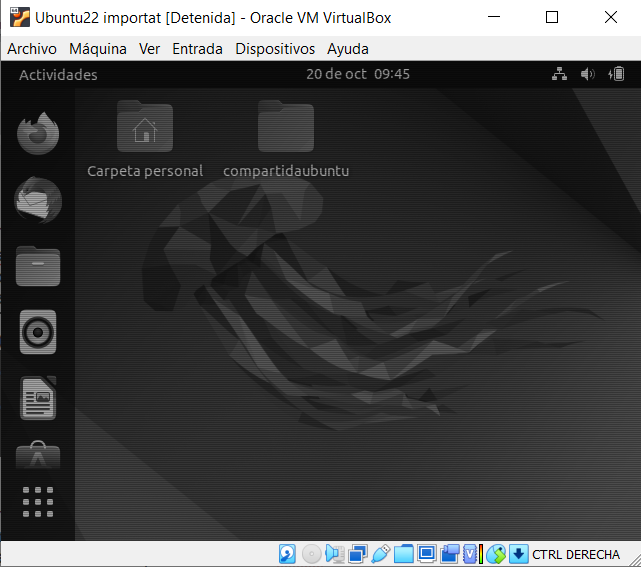 Ubuntu22 importat [Detenida] - Oracle VM VirtualBox
Archivo Máquina Ver Entrada Dispositivos Ayuda
Actividades 20 de oct 09:45
Carpeta personal compartidaubuntu
CTRL DERECHA